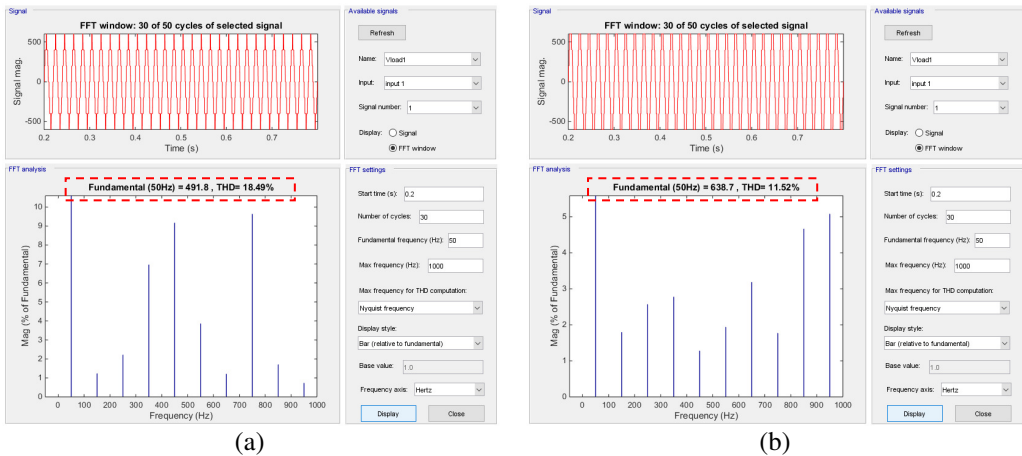 Signal
FFT window: 30 of 50 cycles of selected signal
Signal mag.
500
0
-500
0.2 0.3 0.4 0.5 0.6 0.7
Time (s)
Available signals
Refresh
Name: Vload1
Input: input 1
Signal number: 1
Display: Signal
FFT window
FFT analysis
Fundamental (50Hz) = 491.8 , THD= 18.49%
Mag (% of Fundamental)
10
9
8
7
6
5
4
3
2
1
0
0 100 200 300 400 500 600 700 800 900 1000
Frequency (Hz)
FFT settings
Start time (s): 0.2
Number of cycles: 30
Fundamental frequency (Hz): 50
Max frequency (Hz): 1000
Max frequency for THD computation:
Nyquist frequency
Display style:
Bar (relative to fundamental)
Base value: 1.0
Frequency axis: Hertz
Display Close
(a)
Signal
FFT window: 30 of 50 cycles of selected signal
Signal mag.
500
0
-500
0.2 0.3 0.4 0.5 0.6 0.7
Time (s)
Available signals
Refresh
Name: Vload1
Input: input 1
Signal number: 1
Display: Signal
FFT window
FFT analysis
Fundamental (50Hz) = 638.7 , THD= 11.52%
Mag (% of Fundamental)
5
4
3
2
1
0
0 100 200 300 400 500 600 700 800 900 1000
Frequency (Hz)
FFT settings
Start time (s): 0.2
Number of cycles: 30
Fundamental frequency (Hz): 50
Max frequency (Hz): 1000
Max frequency for THD computation:
Nyquist frequency
Display style:
Bar (relative to fundamental)
Base value: 1.0
Frequency axis: Hertz
Display Close
(b)